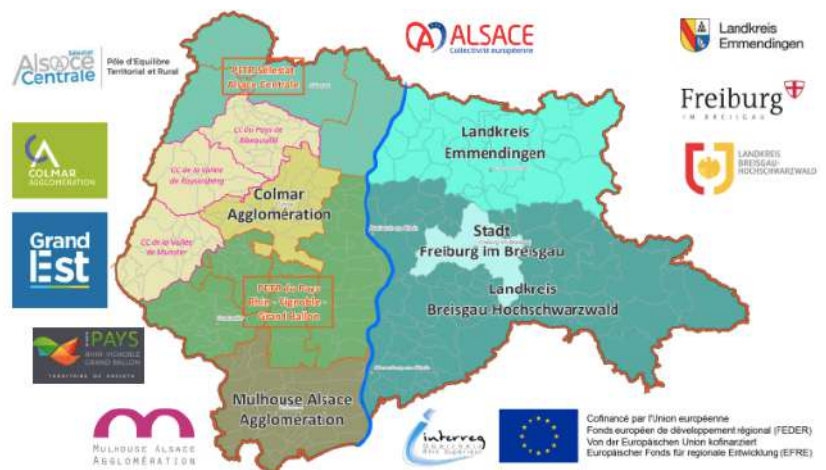 Sélestat
Alsace
Centrale
Pôle d'Équilibre
Territorial et Rural
ALSACE
Collectivité européenne
Landkreis
Emmendingen
Freiburg
IM BREISGAU
LANDKREIS
BREISGAU-
HOCHSCHWARZWALD
COLMAR
AGGLOMÉRATION
Grand
Est
PAYS
RHIN VIGNOBLE
GRAND BALLON
PETR Sélestat
Alsace Centrale
CC du Pays de
Ribeauvillé
CC de la Vallée
de Kaysersberg
CC de la Vallée
de Munster
Colmar
Agglomération
PETR du Pays
Rhin - Vignoble -
Grand Ballon
Mulhouse Alsace
Agglomération
Landkreis
Emmendingen
Stadt
Freiburg im Breisgau
Landkreis
Breisgau-Hochschwarzwald
MULHOUSE ALSACE
AGGLOMÉRATION
interreg
Oberrhein
Rhin Supérieur
Cofinancé par l'Union européenne
Fonds européen de développement régional (FEDER)
Von der Europäischen Union kofinanziert
Europäischer Fonds für regionale Entwicklung (EFRE)